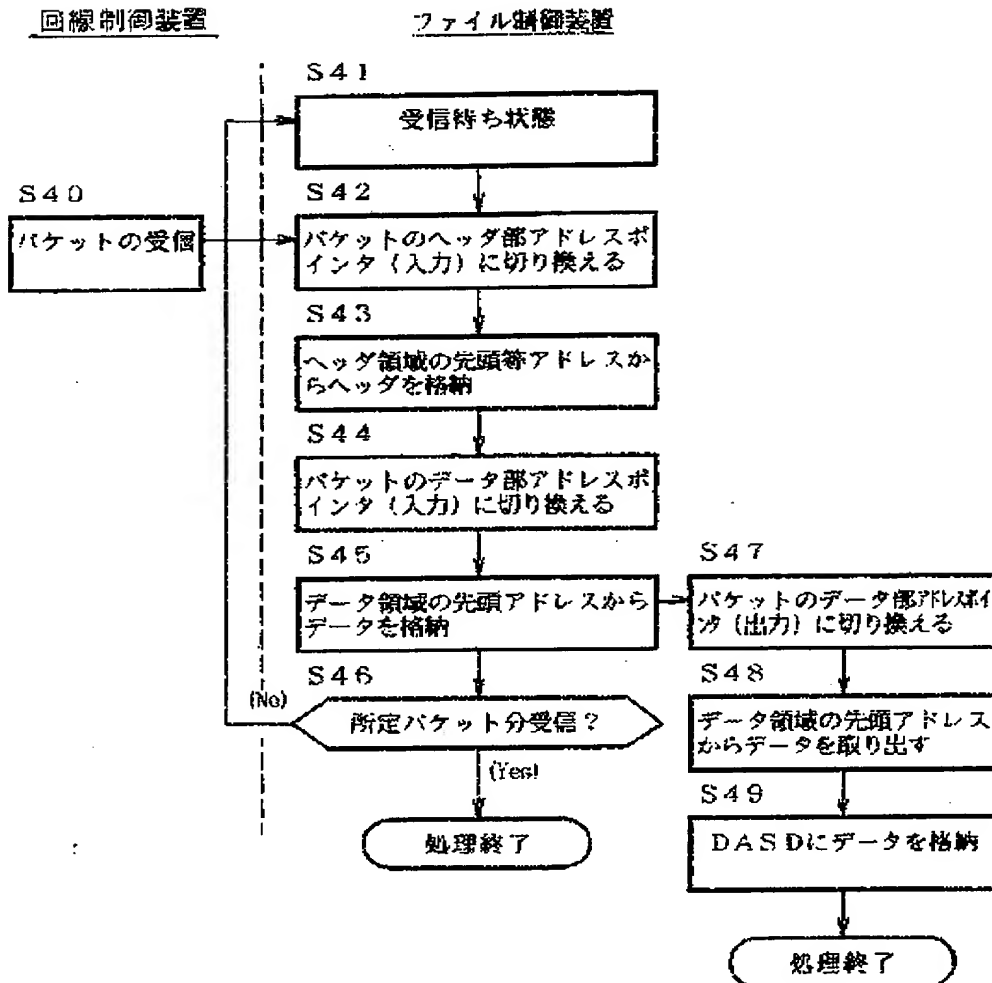 回線制御装置
ファイル制御装置
S41
受信待ち状態
S40
パケットの受信
S42
パケットのヘッダ部アドレスポ
インタ（入力）に切り換える
S43
ヘッダ領域の先頭等アドレスか
らヘッダを格納
S44
パケットのデータ部アドレスポ
インタ（入力）に切り換える
S45
データ領域の先頭アドレスから
データを格納
S46
所定パケット分受信？
(No)
(Yes)
処理終了
S47
パケットのデータ部アドレスポイ
ンタ（出力）に切り換える
S48
データ領域の先頭アドレス
からデータを取り出す
S49
DASDにデータを格納
処理終了